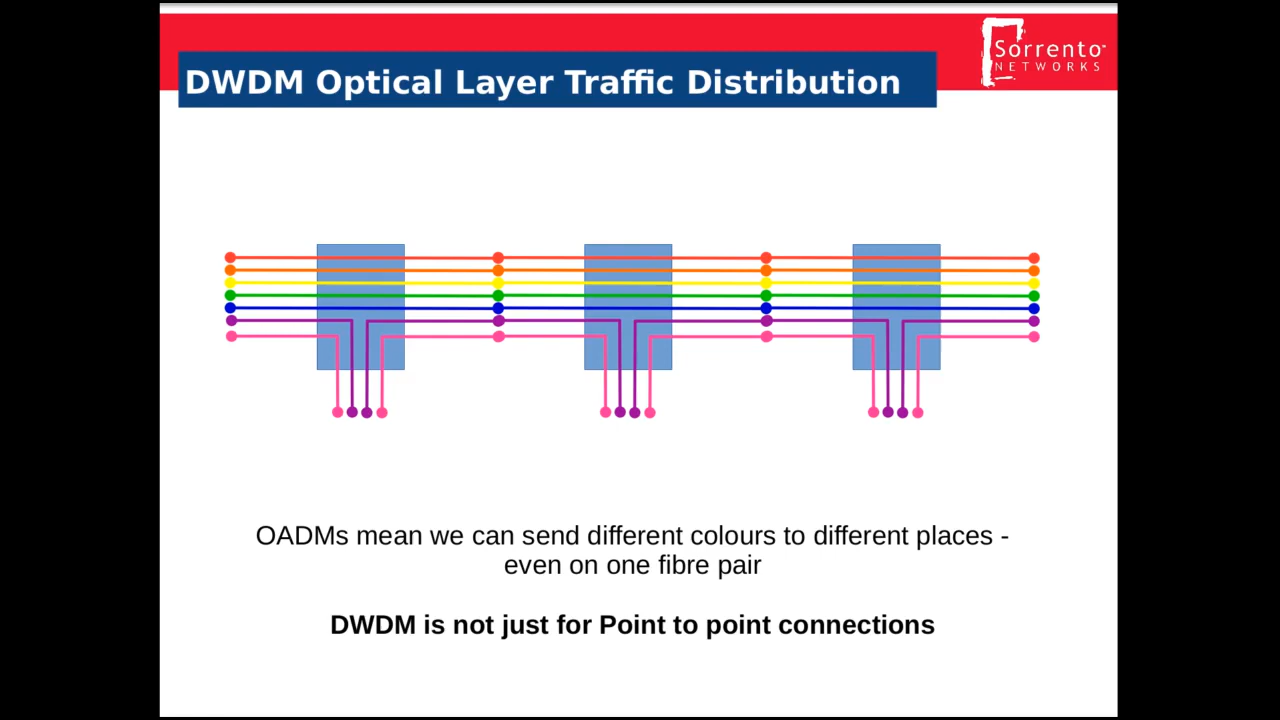 Sorrento
NETWORKS
DWDM Optical Layer Traffic Distribution
OADMs mean we can send different colours to different places -
even on one fibre pair
DWDM is not just for Point to point connections